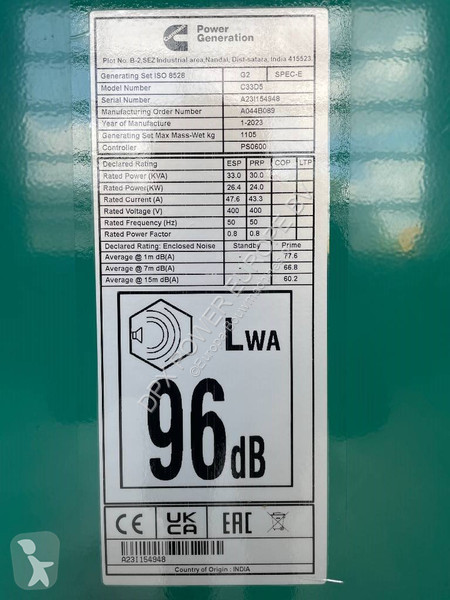 Power
Generation
Plot No. B-2,SEZ Industrial area,Nandal, Dist-satara, India 415523
Generating Set ISO 8528 G2 SPEC-E
Model Number C33D5
Serial Number A23I154948
Manufacturing Order Number A044B089
Year of Manufacture 1-2023
Generating Set Max Mass-Wet kg 1105
Controller PS0600
Declared Rating ESP PRP COP LTP
Rated Power (KVA) 33.0 30.0
Rated Power(KW) 26.4 24.0
Rated Current (A) 47.6 43.3
Rated Voltage (V) 400 400
Rated Frequency (Hz) 50 50
Rated Power Factor 0.8 0.8
Declared Rating: Enclosed Noise Standby Prime
Average @ 1m dB(A) - 77.6
Average @ 7m dB(A) - 66.8
Average @ 15m dB(A) - 60.2
LWA
96dB
CE UK CA EAC
A23I154948
Country of Origin : INDIA
DPX POWER EUROPE BV